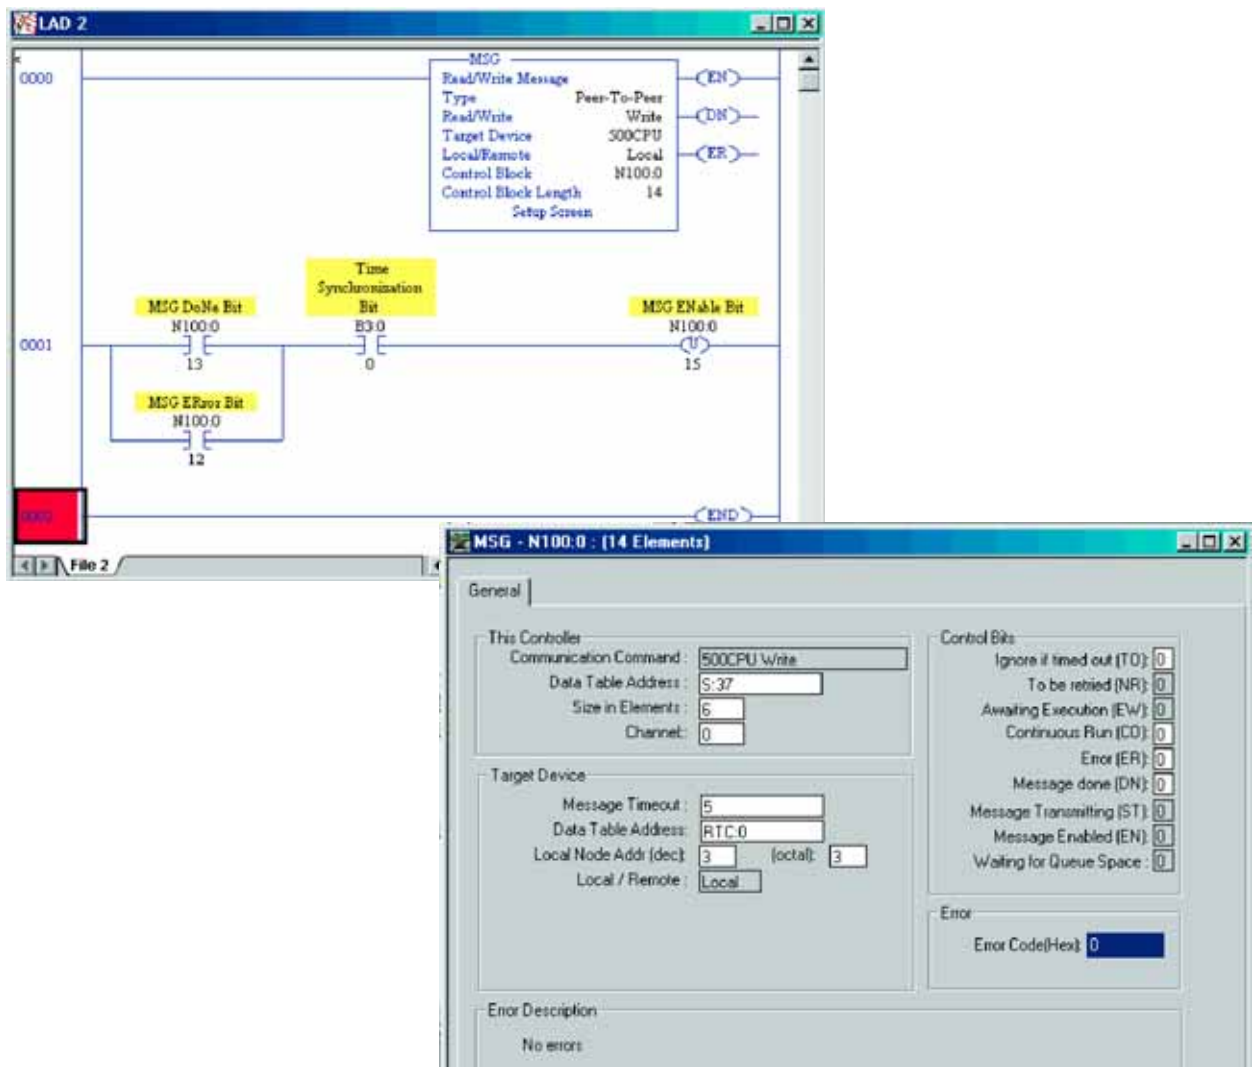 LAD 2
0000
MSG
Read/Write Message
Type Peer-To-Peer
Read/Write Write
Target Device 500CPU
Local/Remote Local
Control Block N100:0
Control Block Length 14
Setup Screen
EN
DN
ER
0001
MSG DoNe Bit
N100:0
13
MSG ERror Bit
N100:0
12
Time
Synchronization
Bit
B3:0
0
MSG ENable Bit
N100:0
U
15
0002
END
File 2
MSG - N100:0 : (14 Elements)
General
This Controller
Communication Command : 500CPU Write
Data Table Address : S:37
Size in Elements : 6
Channel: 0
Target Device
Message Timeout : 5
Data Table Address: RTC:0
Local Node Addr (dec): 3 (octal): 3
Local / Remote : Local
Control Bits
Ignore if timed out (TO): 0
To be retried (NR): 0
Awaiting Execution (EW): 0
Continuous Run (CO): 0
Error (ER): 0
Message done (DN): 0
Message Transmitting (ST): 0
Message Enabled (EN): 0
Waiting for Queue Space : 0
Error
Error Code(Hex): 0
Error Description
No errors